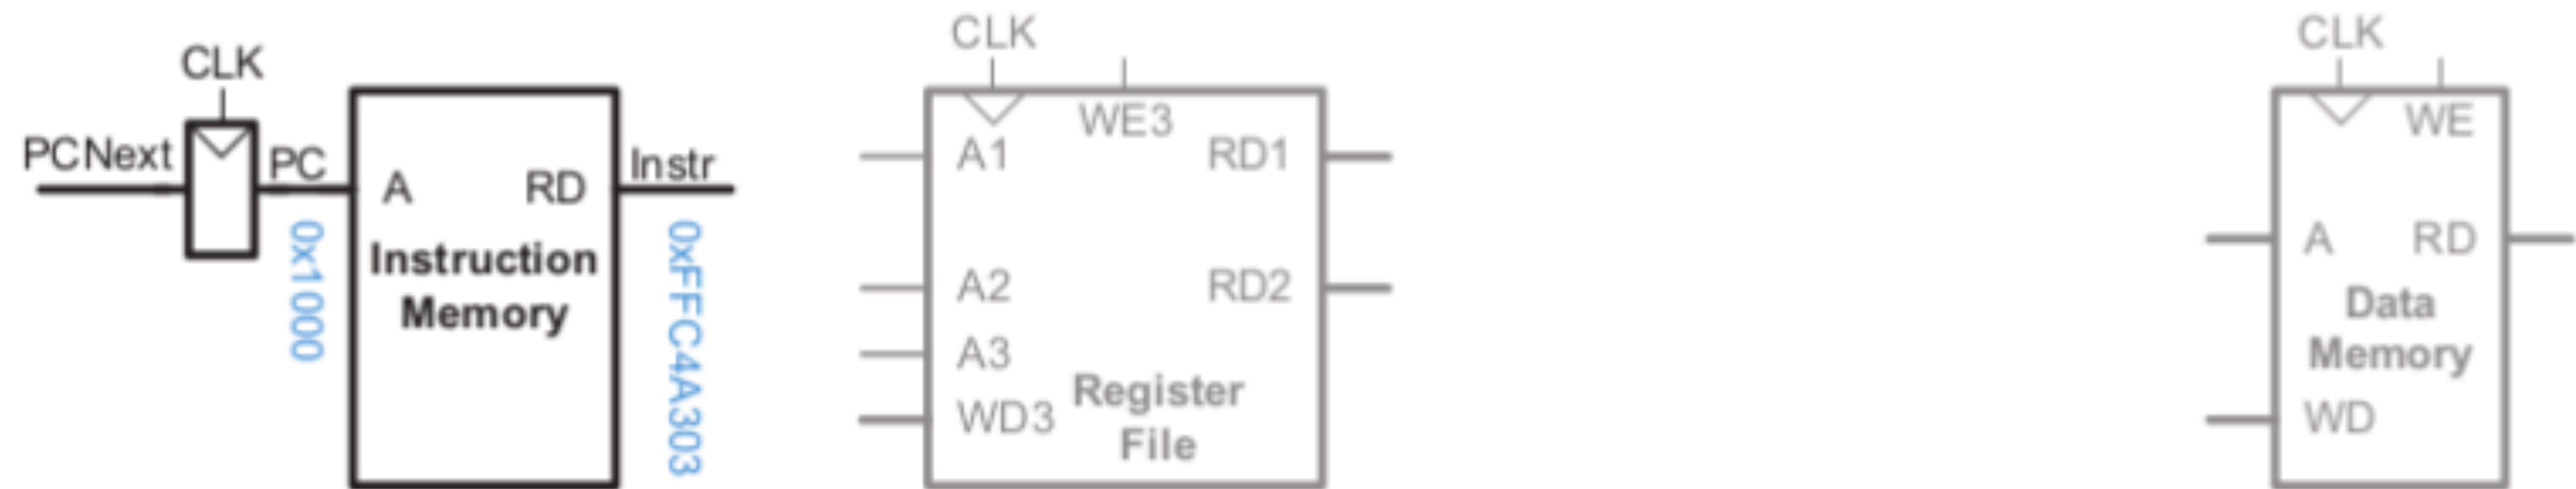 CLK
PCNext
PC
A
RD
Instr
Instruction
Memory
0x1000
0xFFC4A303
CLK
WE3
A1
RD1
A2
RD2
A3
WD3
Register
File
CLK
WE
A
RD
Data
Memory
WD